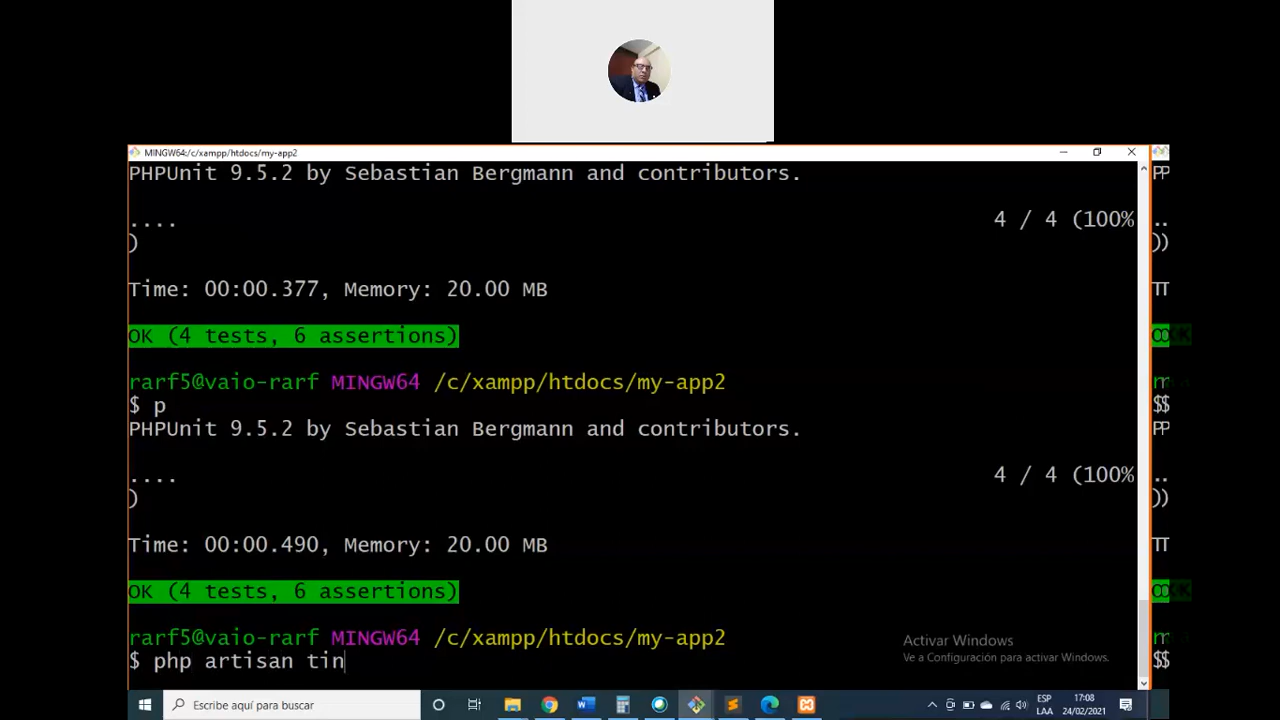 MINGW64:/c/xampp/htdocs/my-app2
PHPUnit 9.5.2 by Sebastian Bergmann and contributors.
.... 4 / 4 (100%
)
Time: 00:00.377, Memory: 20.00 MB
OK (4 tests, 6 assertions)
rarf5@vaio-rarf MINGW64 /c/xampp/htdocs/my-app2
$ p
PHPUnit 9.5.2 by Sebastian Bergmann and contributors.
.... 4 / 4 (100%
)
Time: 00:00.490, Memory: 20.00 MB
OK (4 tests, 6 assertions)
rarf5@vaio-rarf MINGW64 /c/xampp/htdocs/my-app2
$ php artisan tin
Activar Windows
Ve a Configuración para activar Windows.
Escribe aquí para buscar
ESP
LAA
17:08
24/02/2021